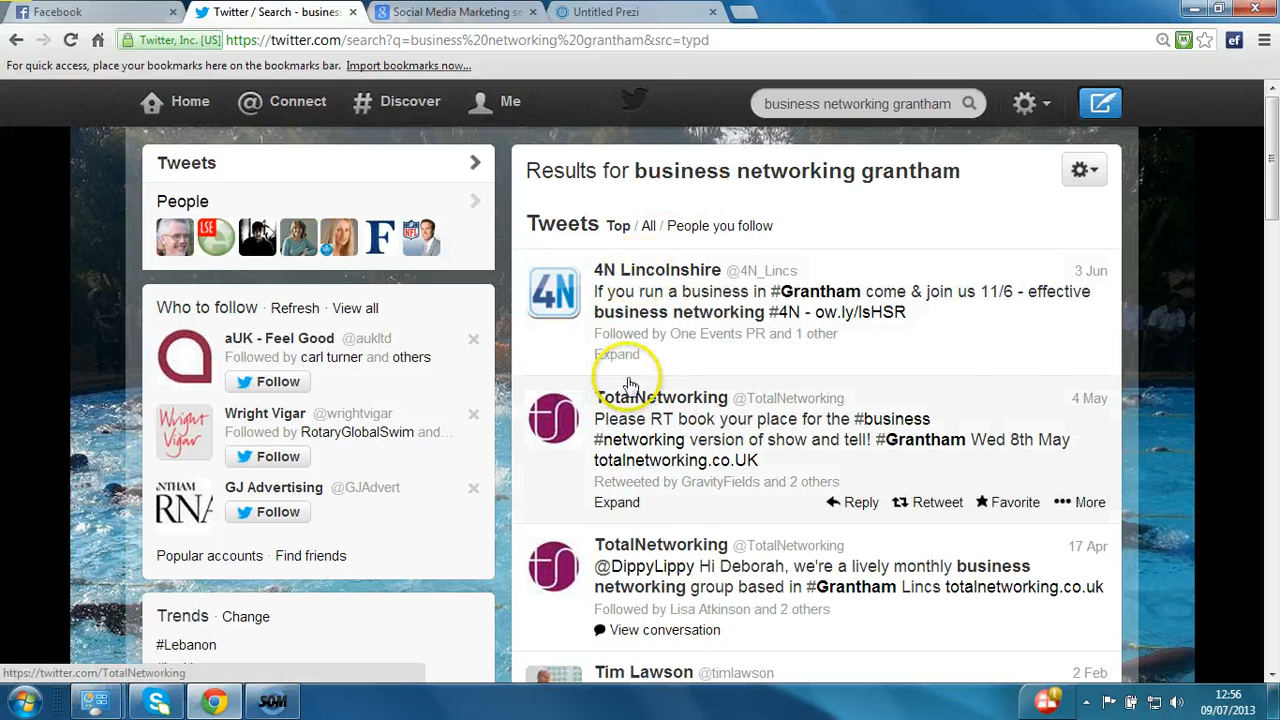 Facebook
Twitter / Search - busines
Social Media Marketing se
Untitled Prezi
Twitter, Inc. [US]
https://twitter.com/search?q=business%20networking%20grantham&src=typd
For quick access, place your bookmarks here on the bookmarks bar. Import bookmarks now...
Home
Connect
Discover
Me
business networking grantham
Tweets
People
LSE
F
NFL
Who to follow · Refresh · View all
aUK - Feel Good @aukltd
Followed by carl turner and others
Follow
Wright Vigar @wrightvigar
Followed by RotaryGlobalSwim and...
Follow
GJ Advertising @GJAdvert
Follow
Popular accounts · Find friends
Trends · Change
#Lebanon
https://twitter.com/TotalNetworking
Results for business networking grantham
Tweets Top / All / People you follow
4N
4N Lincolnshire @4N_Lincs 3 Jun
If you run a business in #Grantham come & join us 11/6 - effective
business networking #4N - ow.ly/lsHSR
Followed by One Events PR and 1 other
Expand
TotalNetworking @TotalNetworking 4 May
Please RT book your place for the #business
#networking version of show and tell! #Grantham Wed 8th May
totalnetworking.co.UK
Retweeted by GravityFields and 2 others
Expand Reply Retweet Favorite More
TotalNetworking @TotalNetworking 17 Apr
@DippyLippy Hi Deborah, we're a lively monthly business
networking group based in #Grantham Lincs totalnetworking.co.uk
Followed by Lisa Atkinson and 2 others
View conversation
Tim Lawson @timlawson 2 Feb
SOM
12:56
09/07/2013